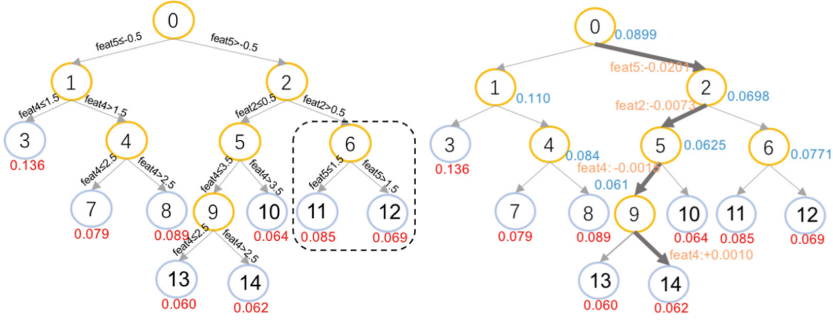 0
feat5≤-0.5
feat5>-0.5
1
2
feat4≤1.5
feat4>1.5
feat2≤0.5
feat2>0.5
3
0.136
4
5
6
feat4≤2.5
feat4>2.5
feat4≤3.5
feat4>3.5
feat5≤1.5
feat5>1.5
7
0.079
8
0.089
9
10
0.064
11
0.085
12
0.069
feat4≤2.5
feat4>2.5
13
0.060
14
0.062
0
0.0899
feat5:-0.0201
1
0.110
2
0.0698
feat2:-0.0073
3
0.136
4
0.084
5
0.0625
6
0.0771
feat4:-0.0015
0.061
7
0.079
8
0.089
9
10
0.064
11
0.085
12
0.069
feat4:+0.0010
13
0.060
14
0.062